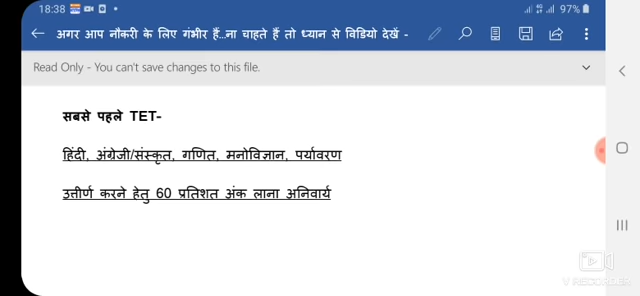 18:38 97%
अगर आप नौकरी के लिए गंभीर हैं...ना चाहते हैं तो ध्यान से विडियो देखें -
Read Only - You can't save changes to this file.
सबसे पहले TET-
हिंदी, अंग्रेजी/संस्कृत, गणित, मनोविज्ञान, पर्यावरण
उत्तीर्ण करने हेतु 60 प्रतिशत अंक लाना अनिवार्य
V RECORDER